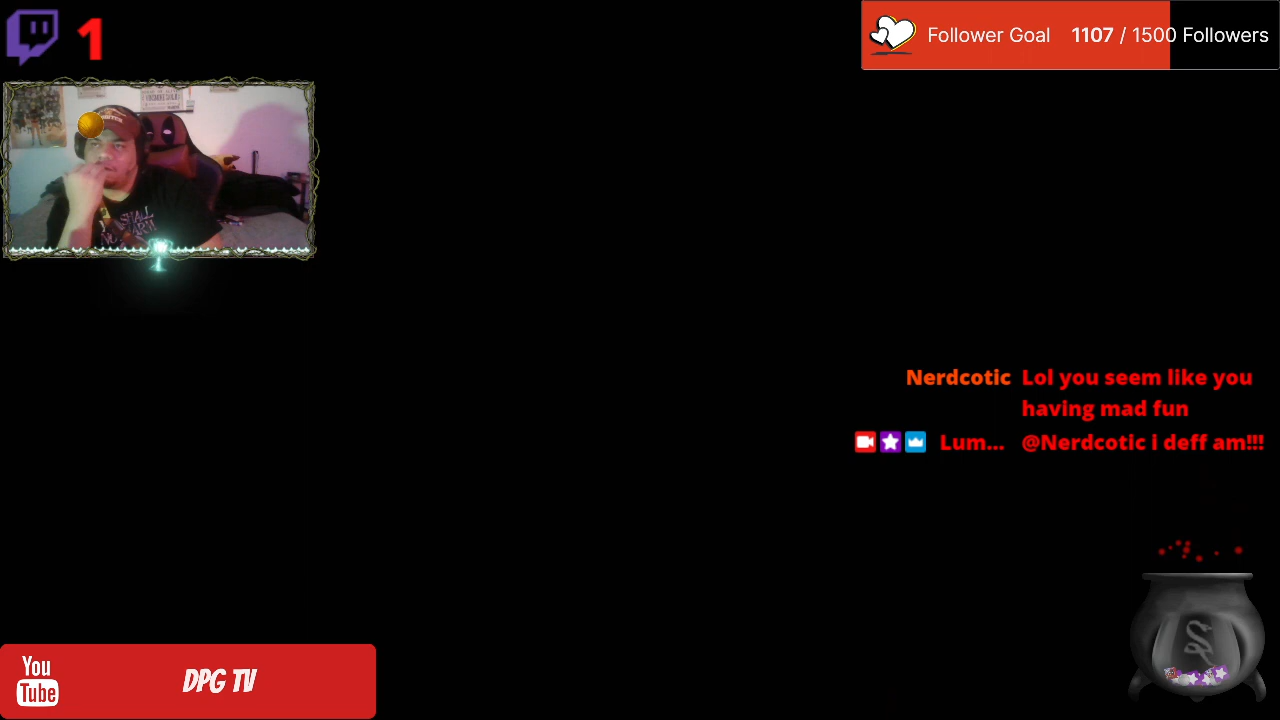 1
Follower Goal 1107 / 1500 Followers
Nerdcotic Lol you seem like you
having mad fun
Lum... @Nerdcotic i deff am!!!
You
Tube
DPG TV